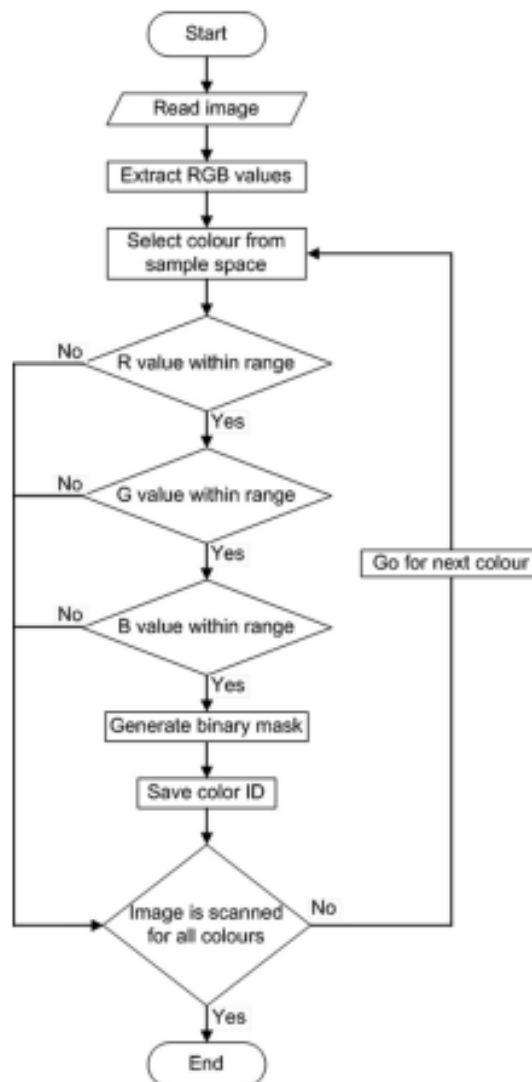 Start
Read image
Extract RGB values
Select colour from
sample space
No
R value within range
Yes
No
G value within range
Yes
Go for next colour
No
B value within range
Yes
Generate binary mask
Save color ID
Image is scanned
for all colours
No
Yes
End